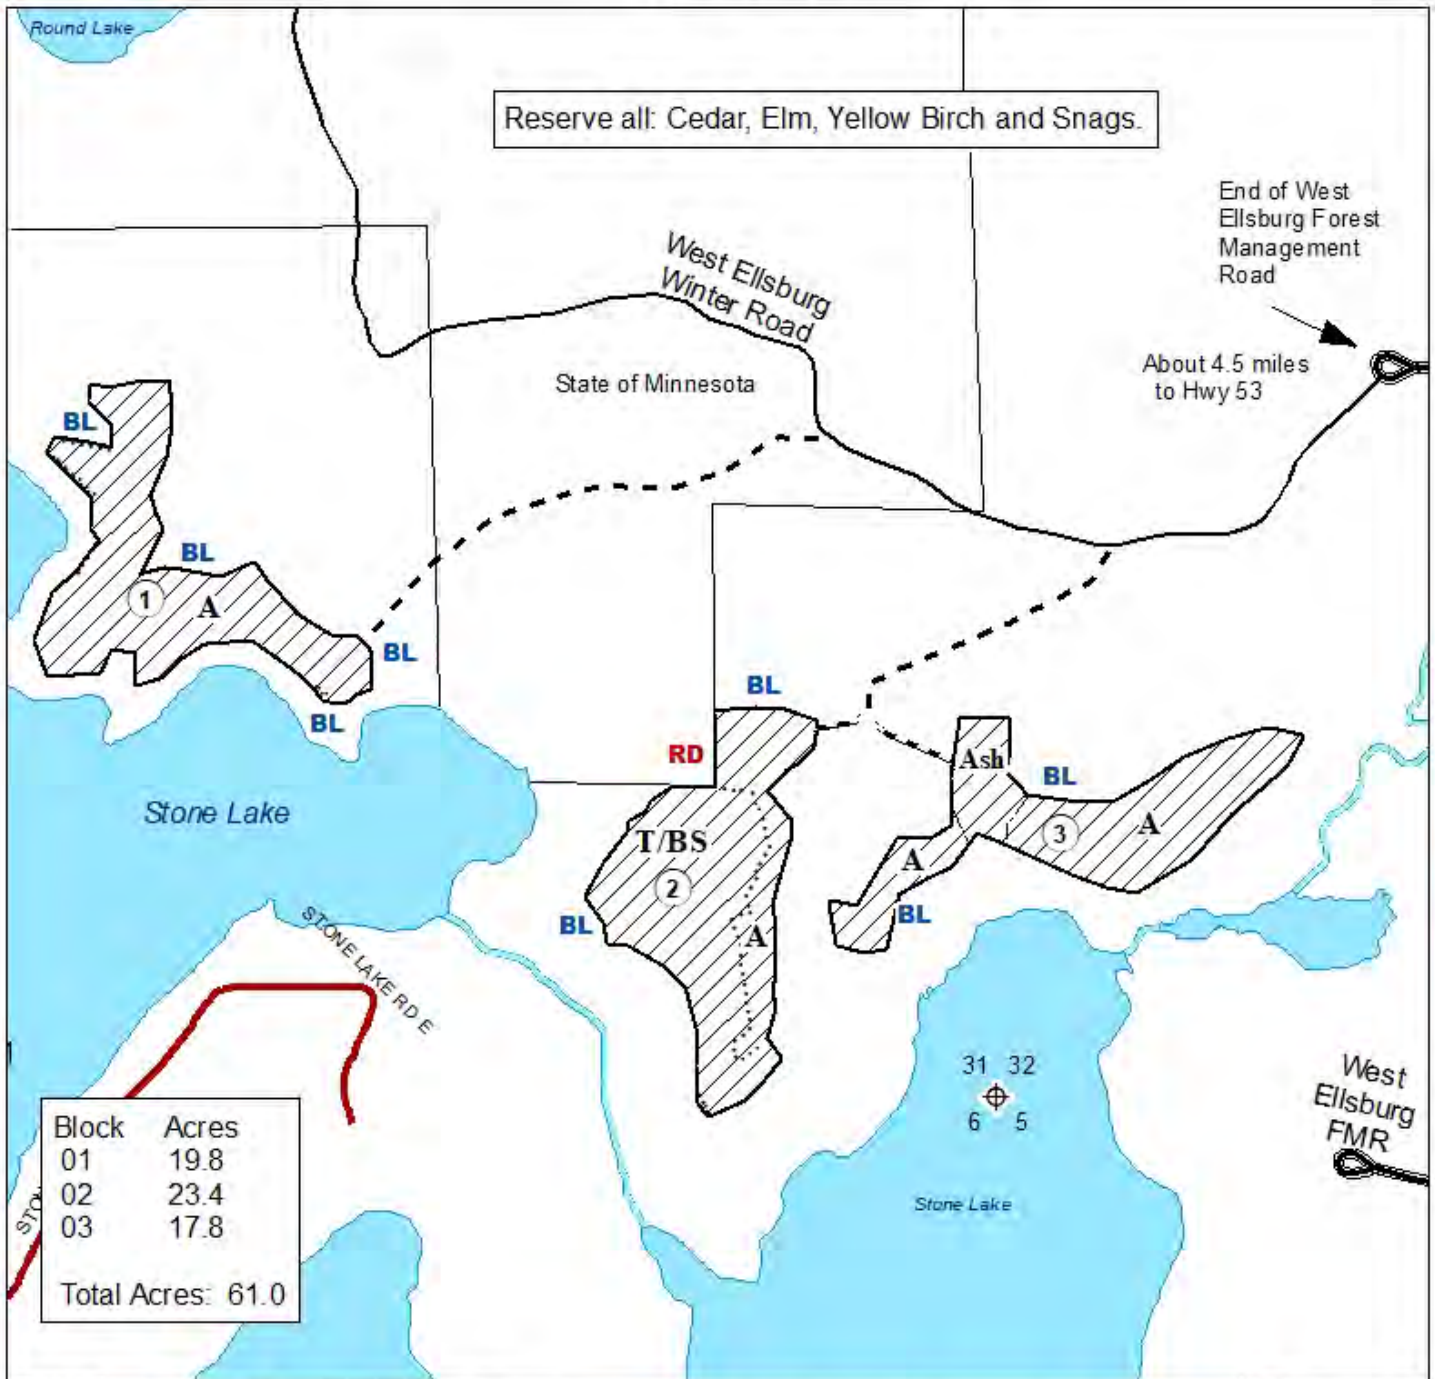 Round Lake
Reserve all: Cedar, Elm, Yellow Birch and Snags.
End of West
Ellsburg Forest
Management
Road
West Ellsburg
Winter Road
About 4.5 miles
to Hwy 53
State of Minnesota
BL
BL
1
A
BL
BL
BL
RD
Ash
BL
Stone Lake
T/BS
3
A
A
2
BL
BL
A
STONE LAKE RD E
31 32
6 5
West
Ellsburg
FMR
Stone Lake
STO
Block Acres
01 19.8
02 23.4
03 17.8
Total Acres: 61.0